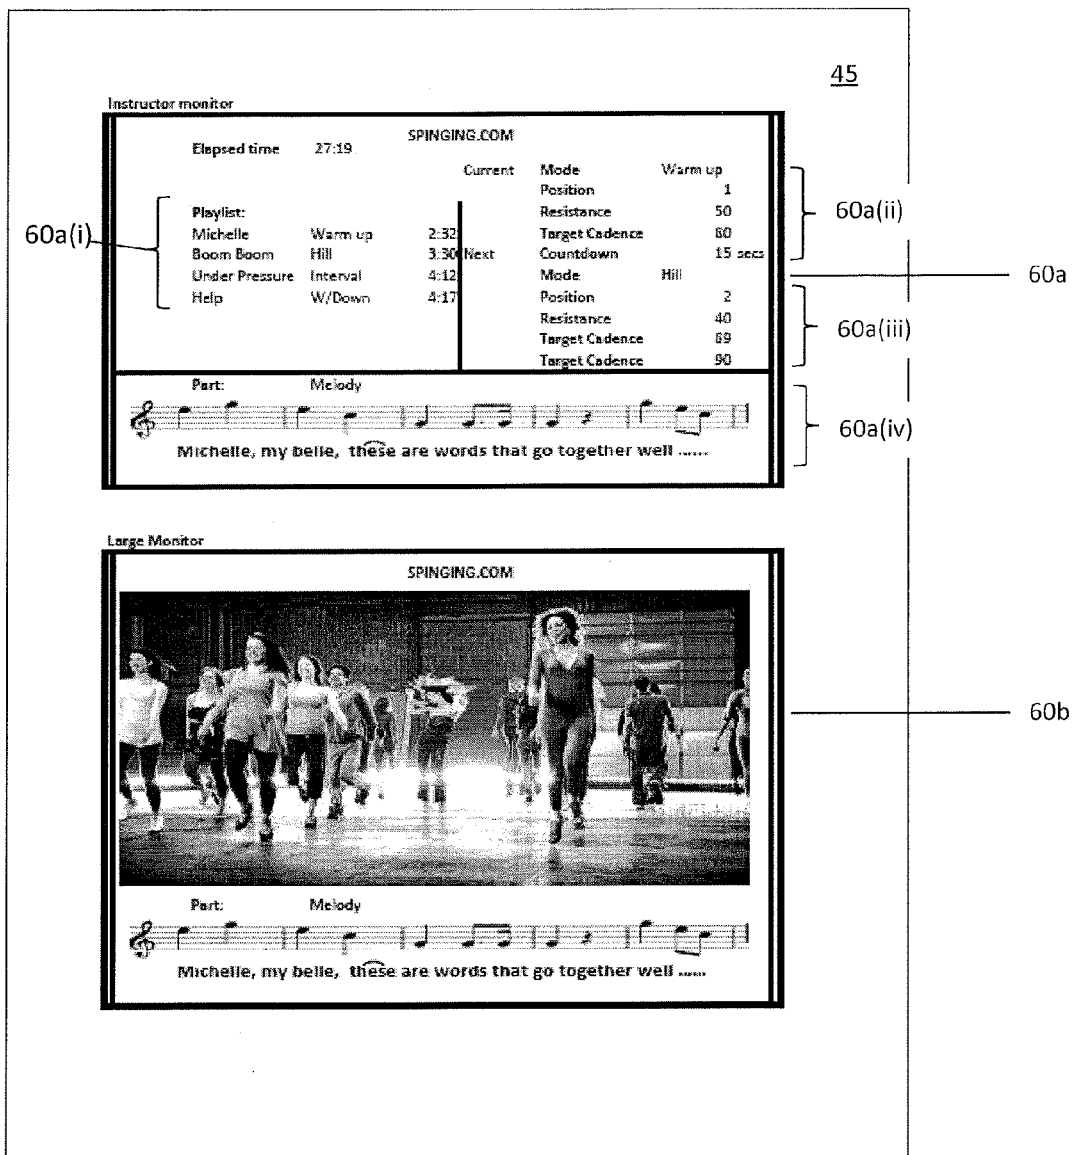 45
Instructor monitor
SPINGING.COM
Elapsed time 27:19
Current Mode Warm up
Position 1
Playlist: Resistance 50
Michelle Warm up 2:32 Target Cadence 80
Boom Boom Hill 3:30 Next Countdown 15 secs
Under Pressure Interval 4:12 Mode Hill
Help W/Down 4:17 Position 2
Resistance 40
Target Cadence 89
Target Cadence 90
60a(i)
60a(ii)
60a
60a(iii)
Part: Melody
60a(iv)
Michelle, my belle, these are words that go together well ......
Large Monitor
SPINGING.COM
60b
Part: Melody
Michelle, my belle, these are words that go together well ......